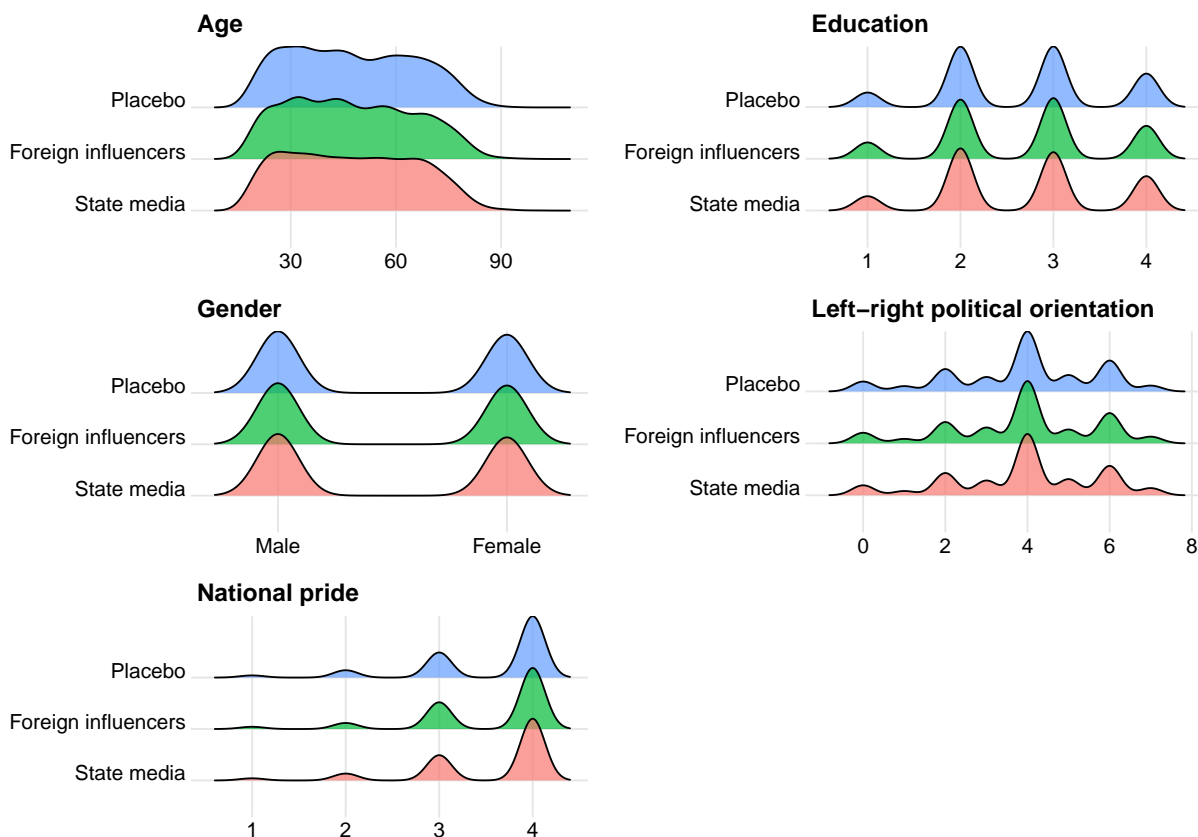 Age
Placebo
Foreign influencers
State media
30 60 90
Education
Placebo
Foreign influencers
State media
1 2 3 4
Gender
Placebo
Foreign influencers
State media
Male Female
Left−right political orientation
Placebo
Foreign influencers
State media
0 2 4 6 8
National pride
Placebo
Foreign influencers
State media
1 2 3 4